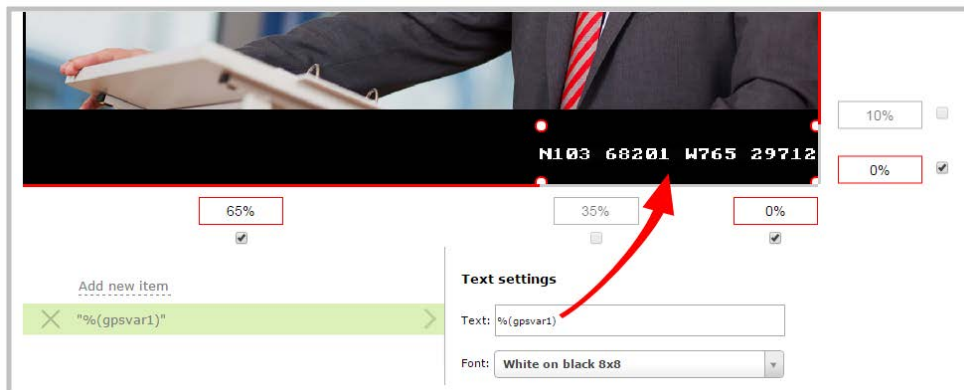 N103 68201 W765 29712
10%
0%
65%
35%
0%
Add new item
"%(gpsvar1)"
Text settings
Text: %(gpsvar1)
Font: White on black 8x8